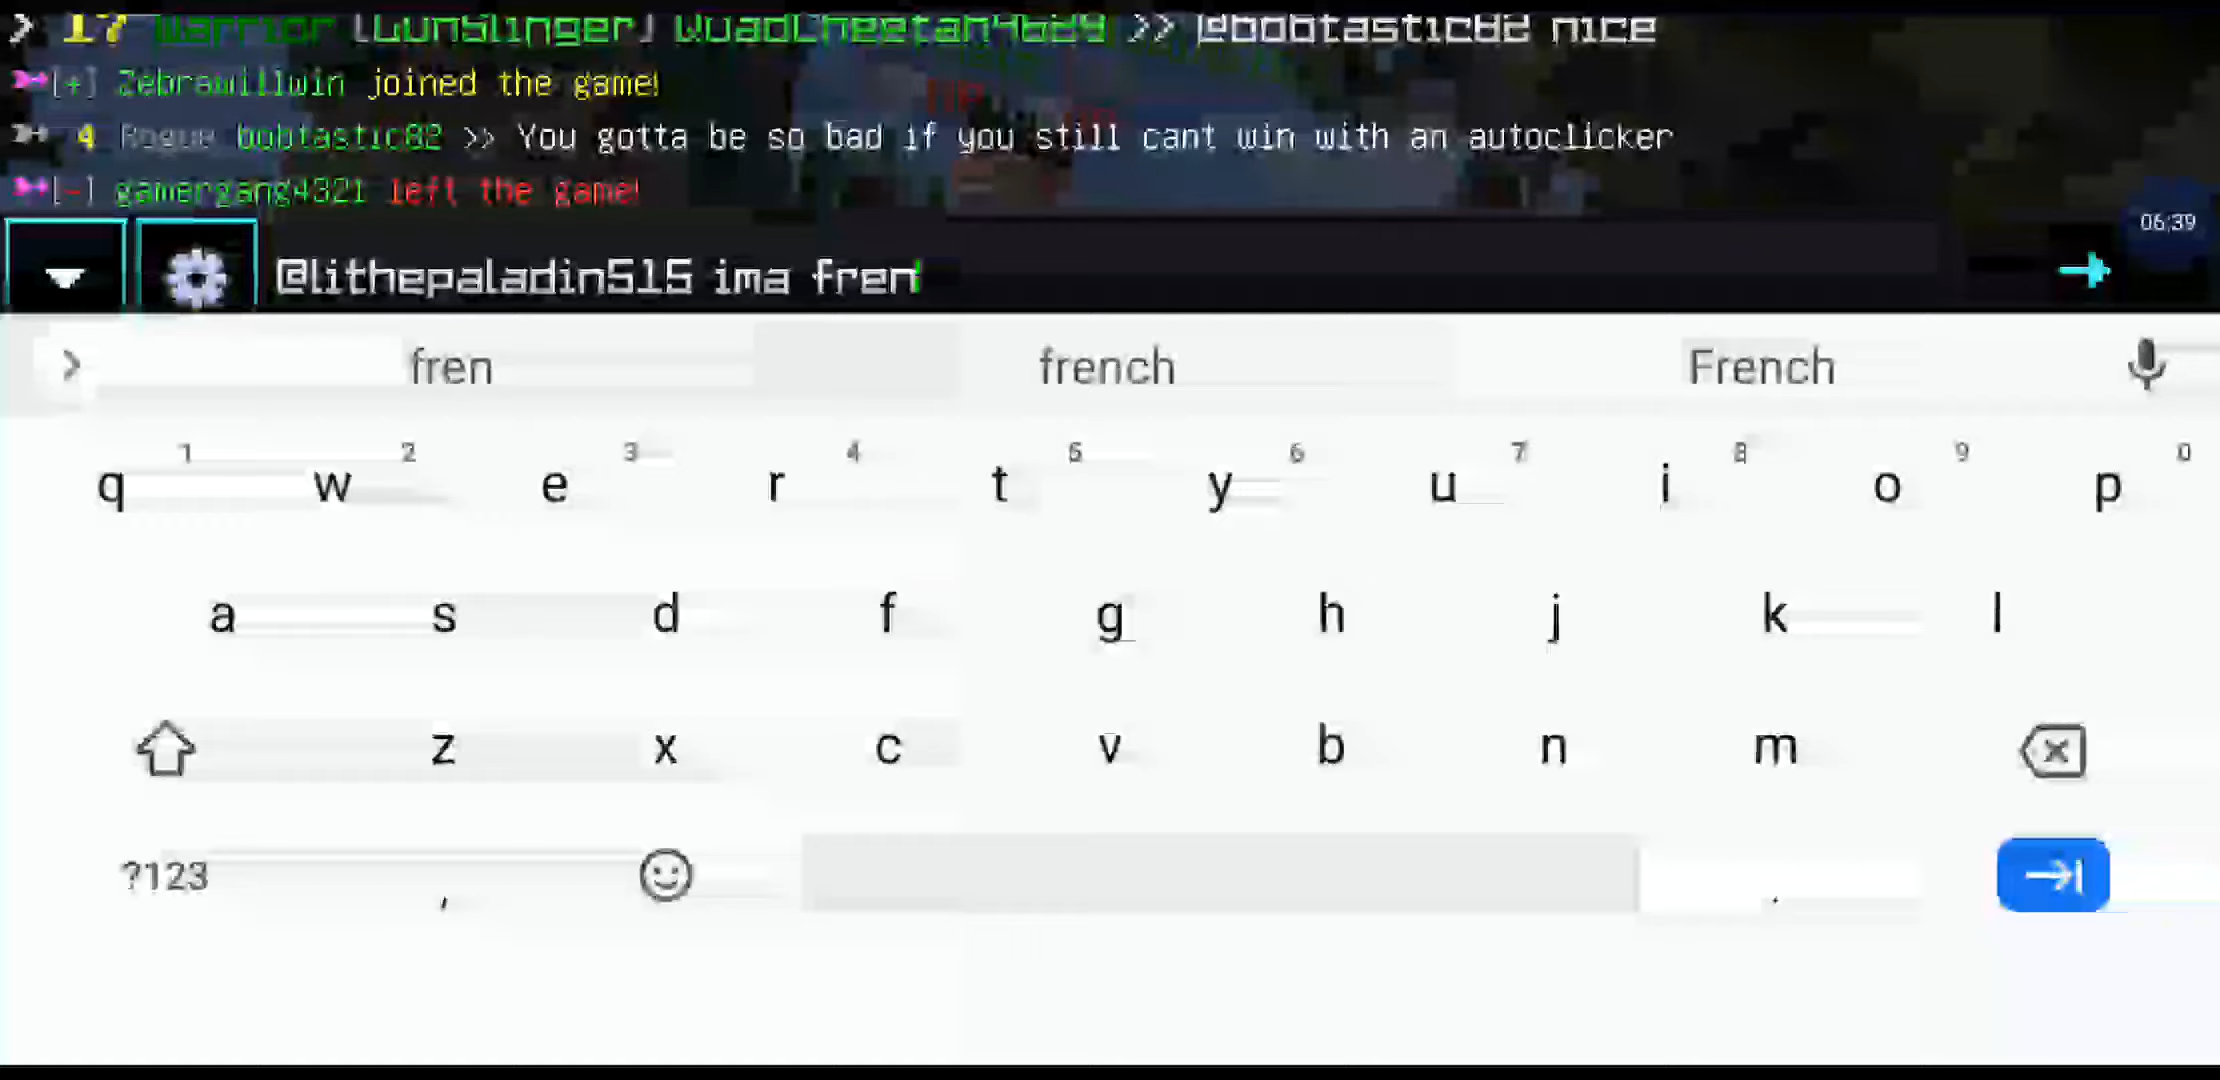 17 Warrior [GunSlinger] QuadCheetah4629 >> @bobtastic82 nice
[+] Zebrawillwin joined the game!
4 Rogue bobtastic82 >> You gotta be so bad if you still cant win with an autoclicker
[-] gamergang4321 left the game!
06:39
@lithepaladin515 ima fren
fren french French
1 2 3 4 5 6 7 8 9 0
q w e r t y u i o p
a s d f g h j k l
z x c v b n m
?123 , .